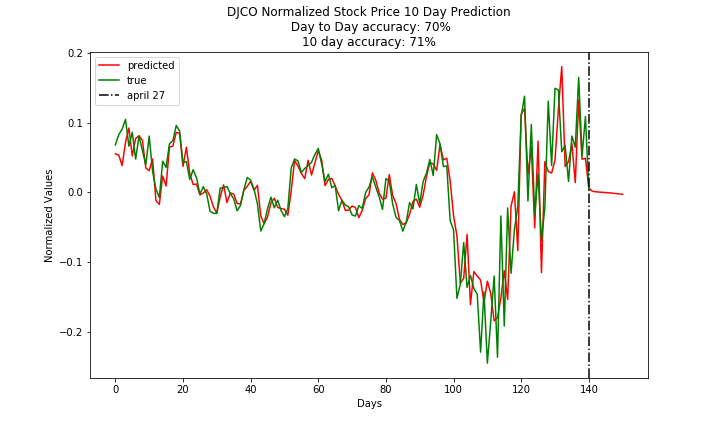 DJCO Normalized Stock Price 10 Day Prediction
Day to Day accuracy: 70%
10 day accuracy: 71%
predicted
true
april 27
Normalized Values
0.2
0.1
0.0
−0.1
−0.2
0 20 40 60 80 100 120 140
Days